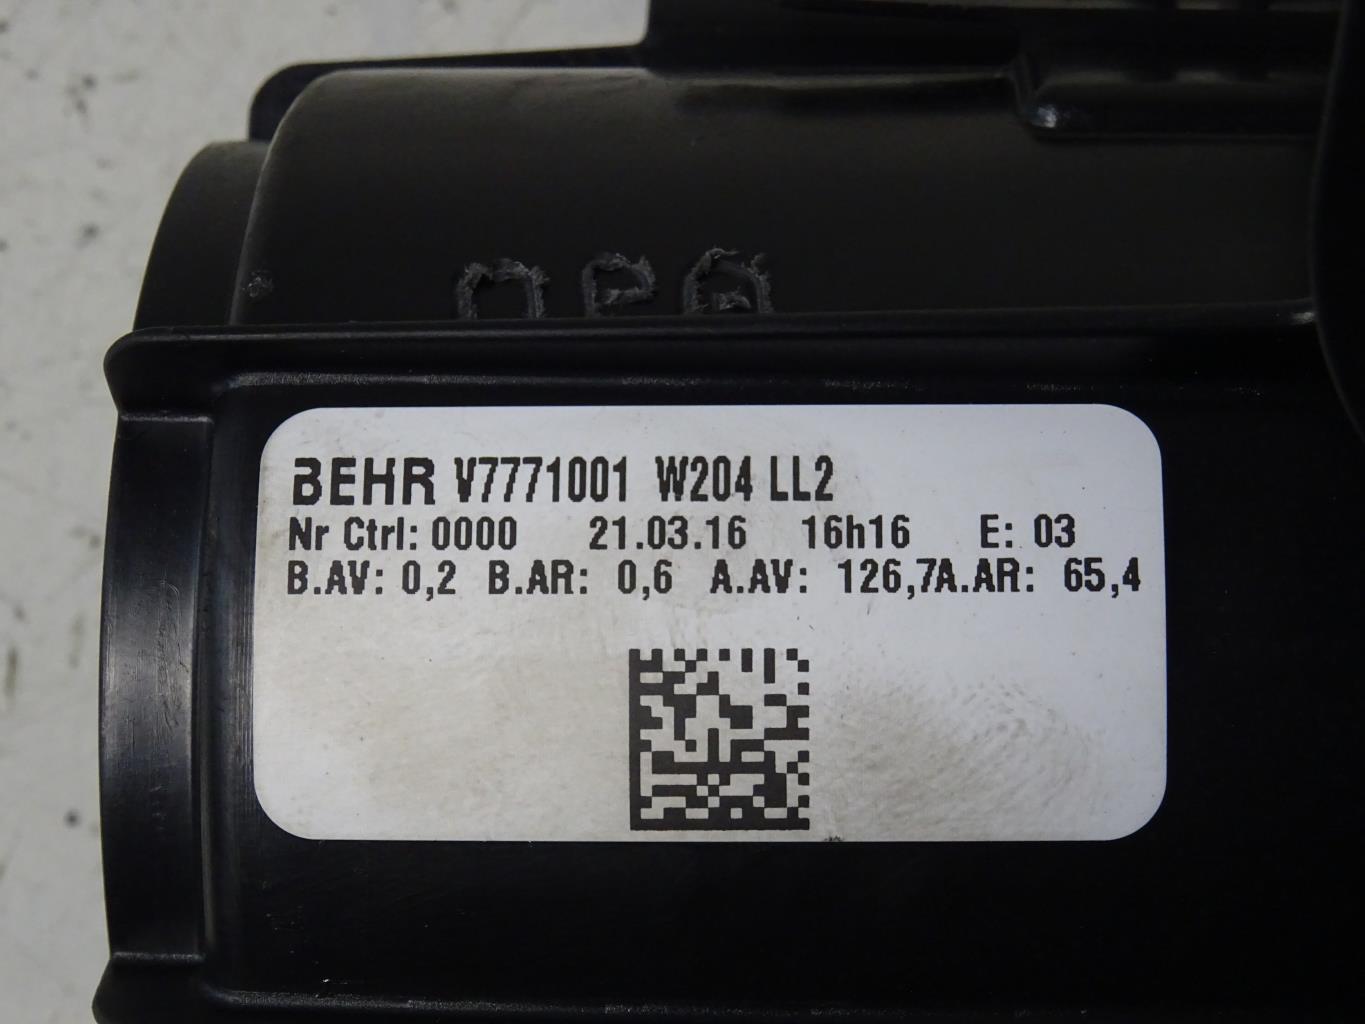 BEHR V7771001 W204 LL2
Nr Ctrl: 0000 21.03.16 16h16 E: 03
B.AV: 0,2 B.AR: 0,6 A.AV: 126,7A.AR: 65,4